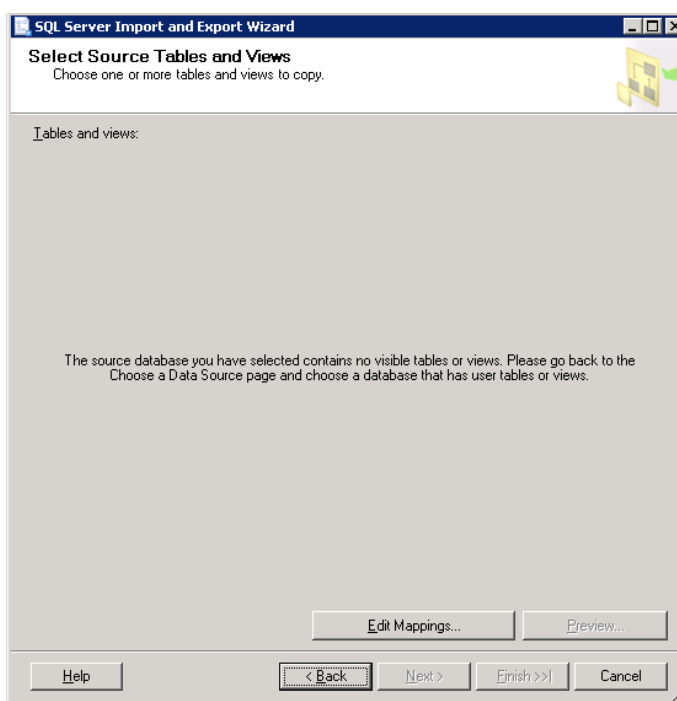 SQL Server Import and Export Wizard
Select Source Tables and Views
Choose one or more tables and views to copy.
Tables and views:
The source database you have selected contains no visible tables or views. Please go back to the
Choose a Data Source page and choose a database that has user tables or views.
Edit Mappings...
Preview...
Help
< Back
Next >
Finish >>|
Cancel